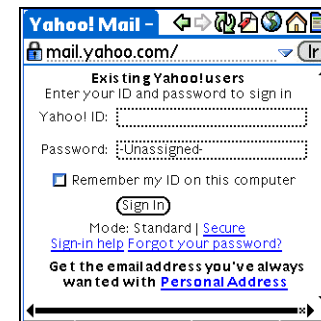 Yahoo! Mail -
mail.yahoo.com/
Ir
Existing Yahoo! users
Enter your ID and password to sign in
Yahoo! ID:
Password: -Unassigned-
Remember my ID on this computer
Sign In
Mode: Standard | Secure
Sign-in help Forgot your password?
Get the email address you've always
wanted with Personal Address